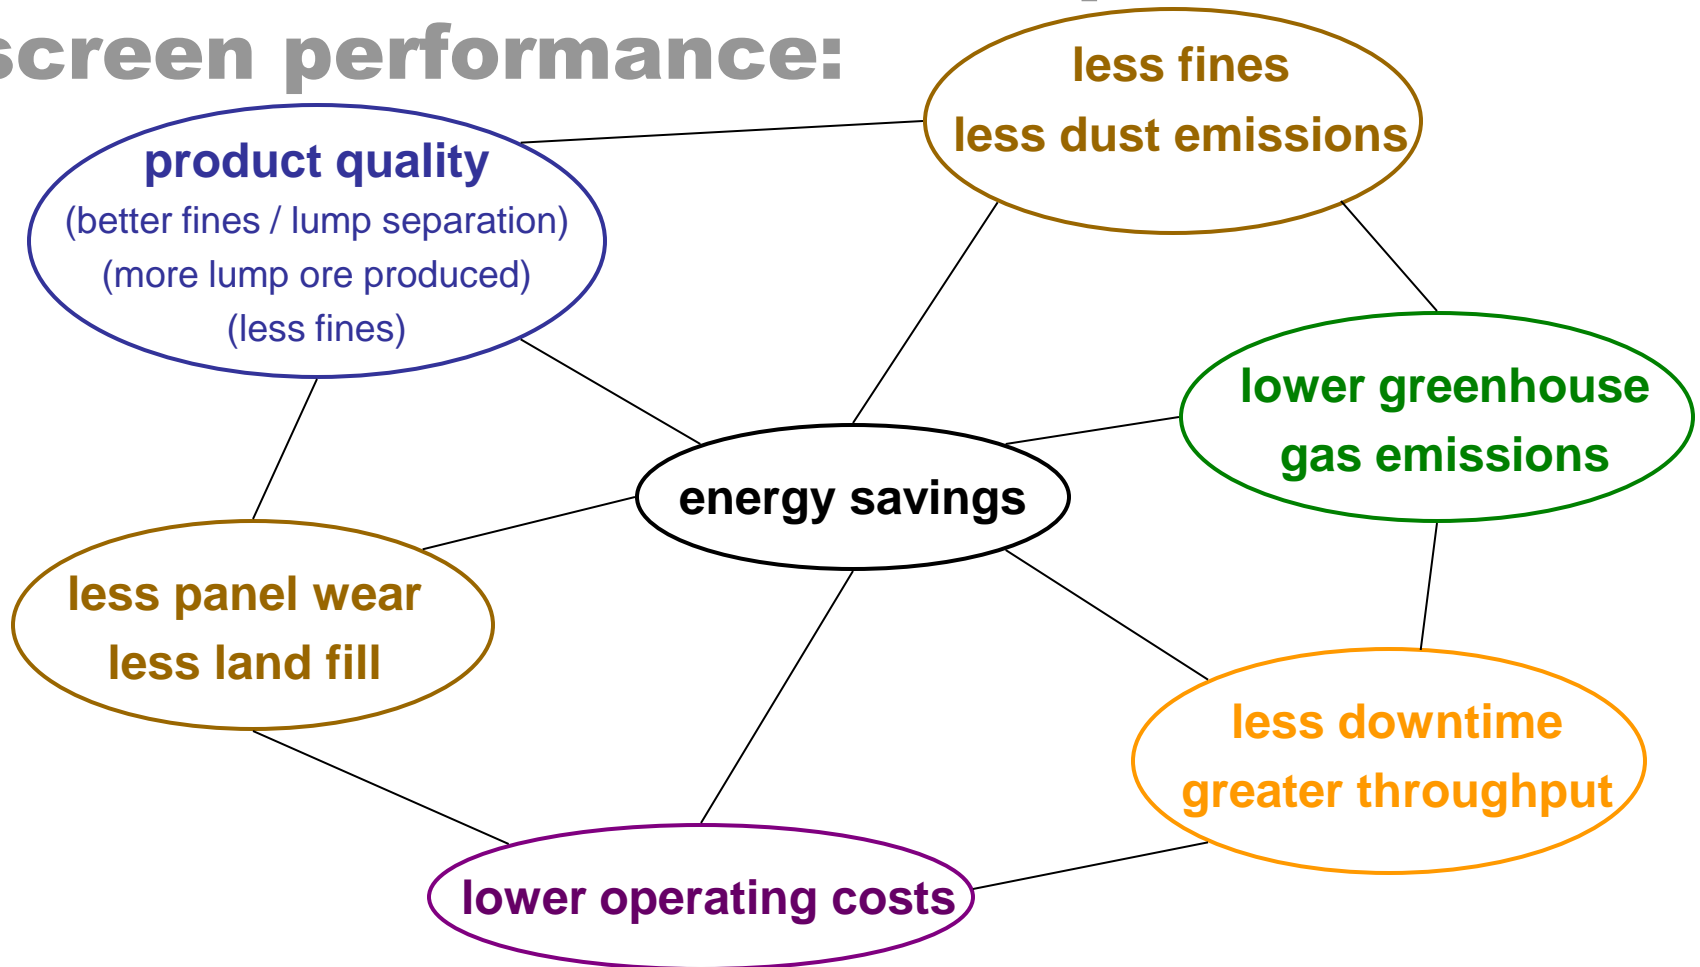 screen performance:
less fines
less dust emissions
product quality
(better fines / lump separation)
(more lump ore produced)
(less fines)
lower greenhouse
gas emissions
energy savings
less panel wear
less land fill
less downtime
greater throughput
lower operating costs